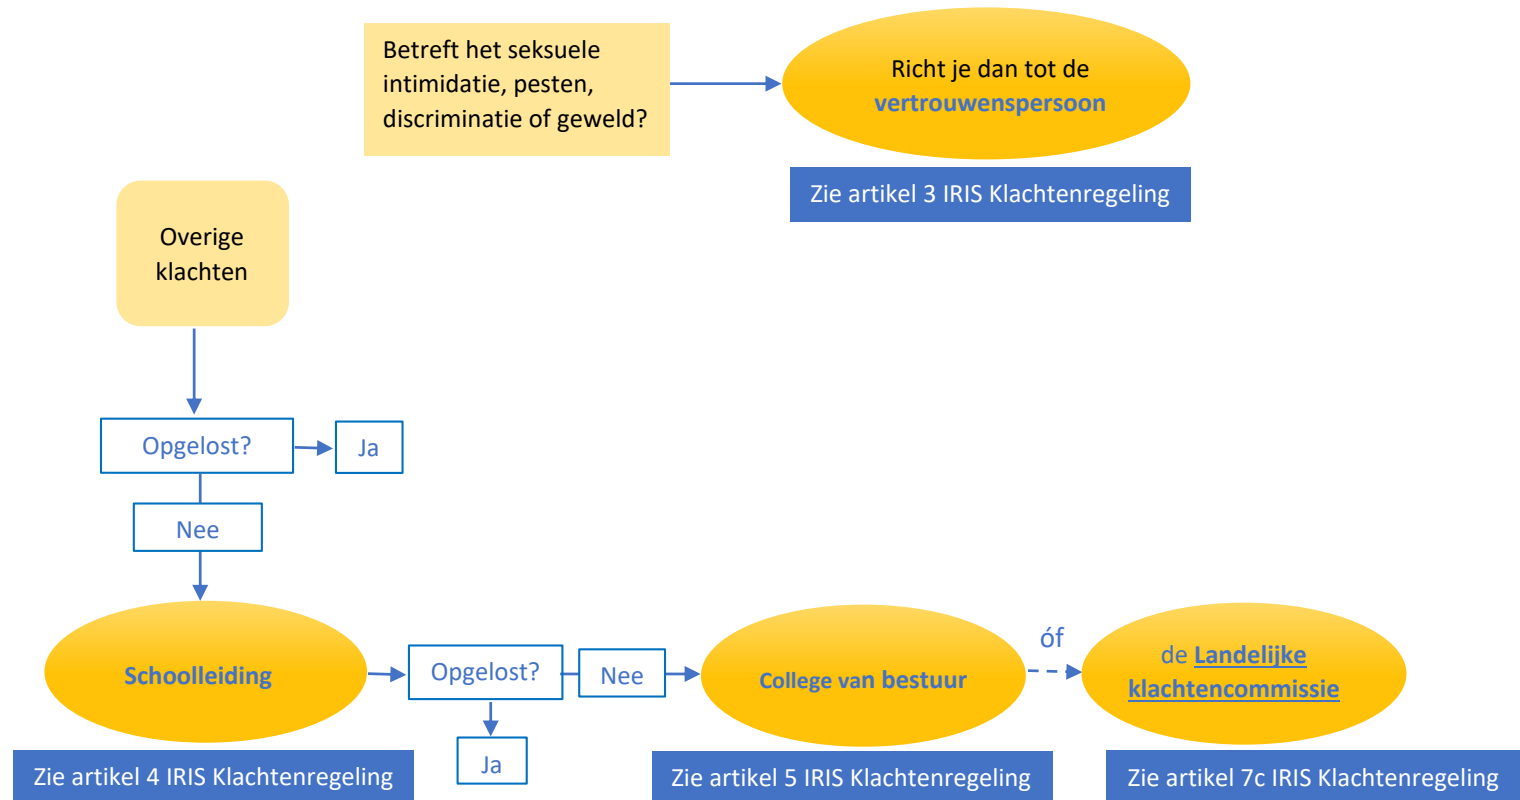 Betreft het seksuele
intimidatie, pesten,
discriminatie of geweld?
Richt je dan tot de
vertrouwenspersoon
Zie artikel 3 IRIS Klachtenregeling
Overige
klachten
Opgelost?
Ja
Nee
Schoolleiding
Zie artikel 4 IRIS Klachtenregeling
Opgelost?
Ja
Nee
College van bestuur
Zie artikel 5 IRIS Klachtenregeling
óf
de Landelijke
klachtencommissie
Zie artikel 7c IRIS Klachtenregeling